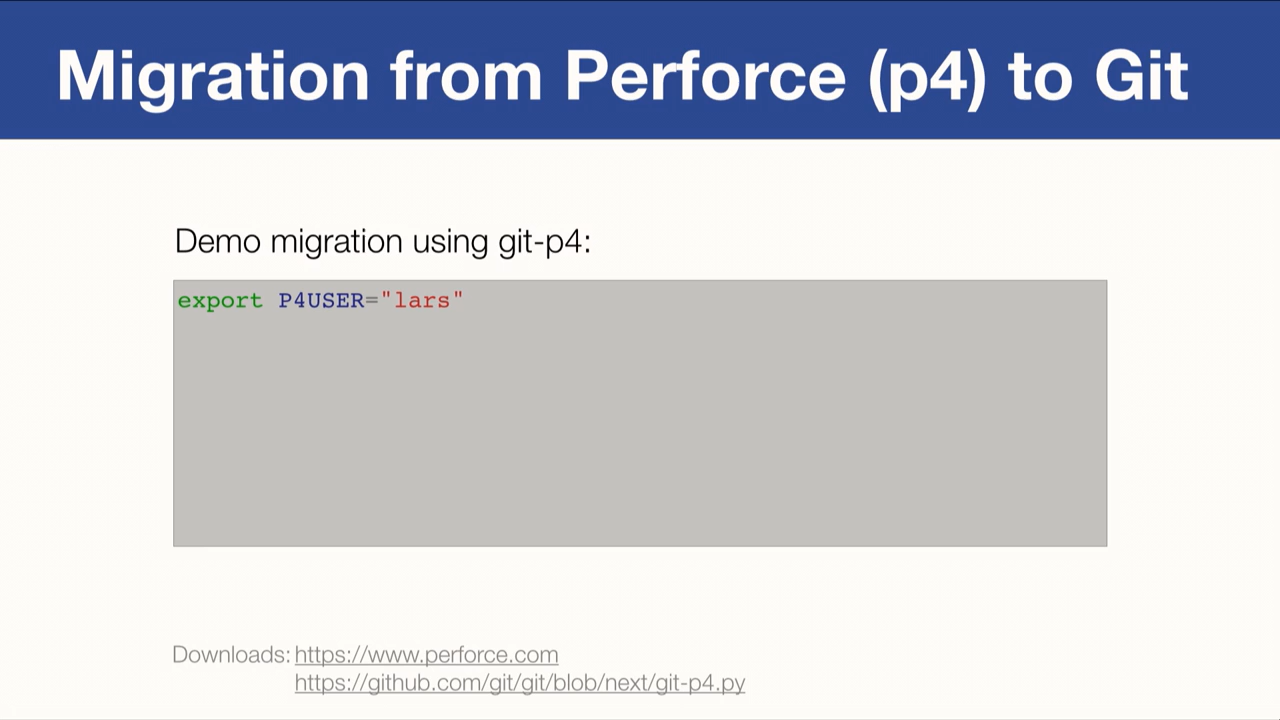 Migration from Perforce (p4) to Git
Demo migration using git-p4:
export P4USER="lars"
Downloads: https://www.perforce.com
https://github.com/git/git/blob/next/git-p4.py